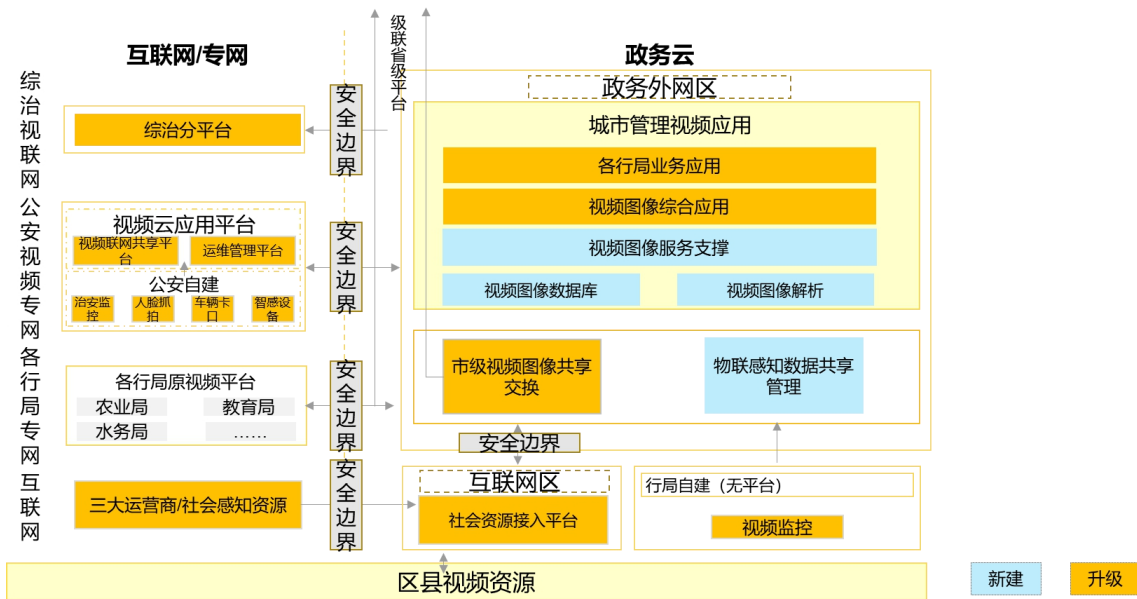 互联网/专网
政务云
级联省级平台
综治视联网
公安视频专网
各行局专网
互联网
安全边界
综治分平台
安全边界
视频云应用平台
视频联网共享平
台
运维管理平台
公安自建
治安监
控
人脸抓
拍
车辆卡
口
智感设
备
安全边界
各行局原视频平台
农业局
教育局
水务局
……
安全边界
三大运营商/社会感知资源
政务外网区
城市管理视频应用
各行局业务应用
视频图像综合应用
视频图像服务支撑
视频图像数据库
视频图像解析
市级视频图像共享
交换
物联感知数据共享
管理
安全边界
互联网区
社会资源接入平台
行局自建（无平台）
视频监控
区县视频资源
新建
升级